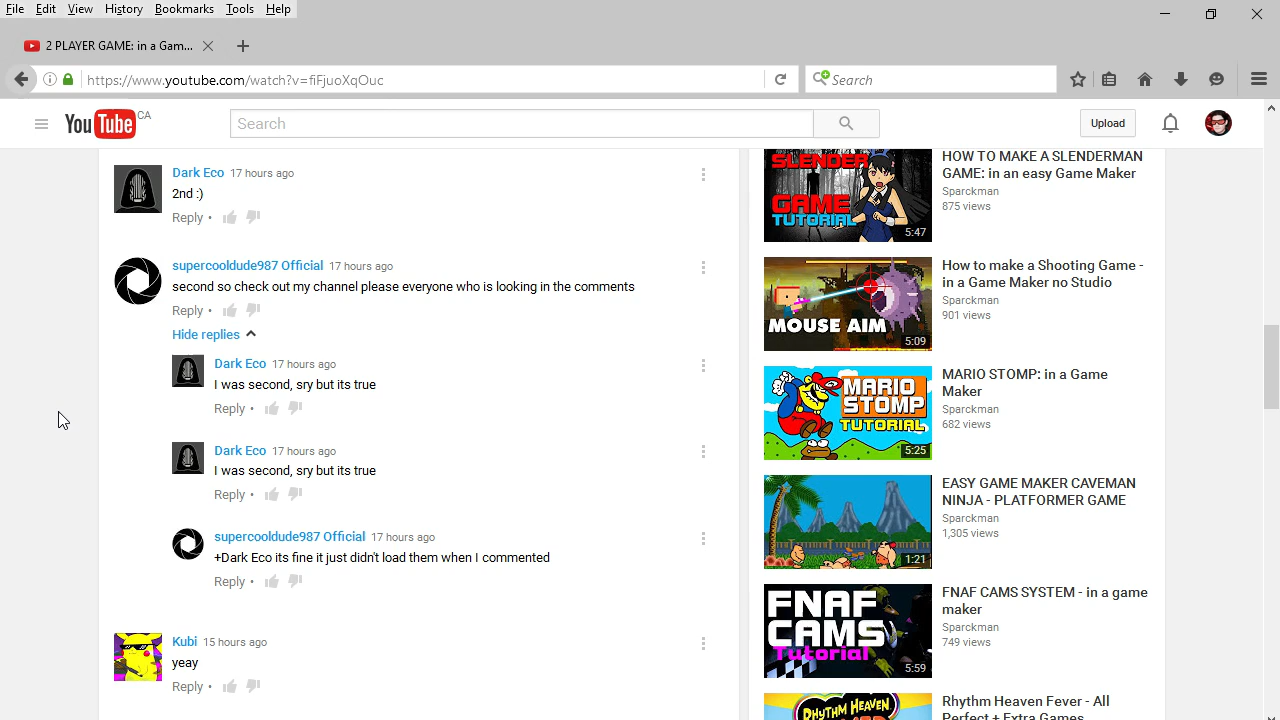 File Edit View History Bookmarks Tools Help
2 PLAYER GAME: in a Gam...
https://www.youtube.com/watch?v=fiFjuoXqOuc
Search
YouTube CA
Search
Upload
Dark Eco 17 hours ago
2nd :)
Reply •
supercooldude987 Official 17 hours ago
second so check out my channel please everyone who is looking in the comments
Reply •
Hide replies
Dark Eco 17 hours ago
I was second, sry but its true
Reply •
Dark Eco 17 hours ago
I was second, sry but its true
Reply •
supercooldude987 Official 17 hours ago
Dark Eco its fine it just didn't load them when I commented
Reply •
Kubi 15 hours ago
yeay
Reply •
SLENDER
GAME
TUTORIAL
5:47
HOW TO MAKE A SLENDERMAN
GAME: in an easy Game Maker
Sparckman
875 views
MOUSE AIM
5:09
How to make a Shooting Game -
in a Game Maker no Studio
Sparckman
901 views
MARIO
STOMP
TUTORIAL
5:25
MARIO STOMP: in a Game
Maker
Sparckman
682 views
1:21
EASY GAME MAKER CAVEMAN
NINJA - PLATFORMER GAME
Sparckman
1,305 views
FNAF
CAMS
Tutorial
5:59
FNAF CAMS SYSTEM - in a game
maker
Sparckman
749 views
RHYTHM HEAVEN
Rhythm Heaven Fever - All
Perfect + Extra Games